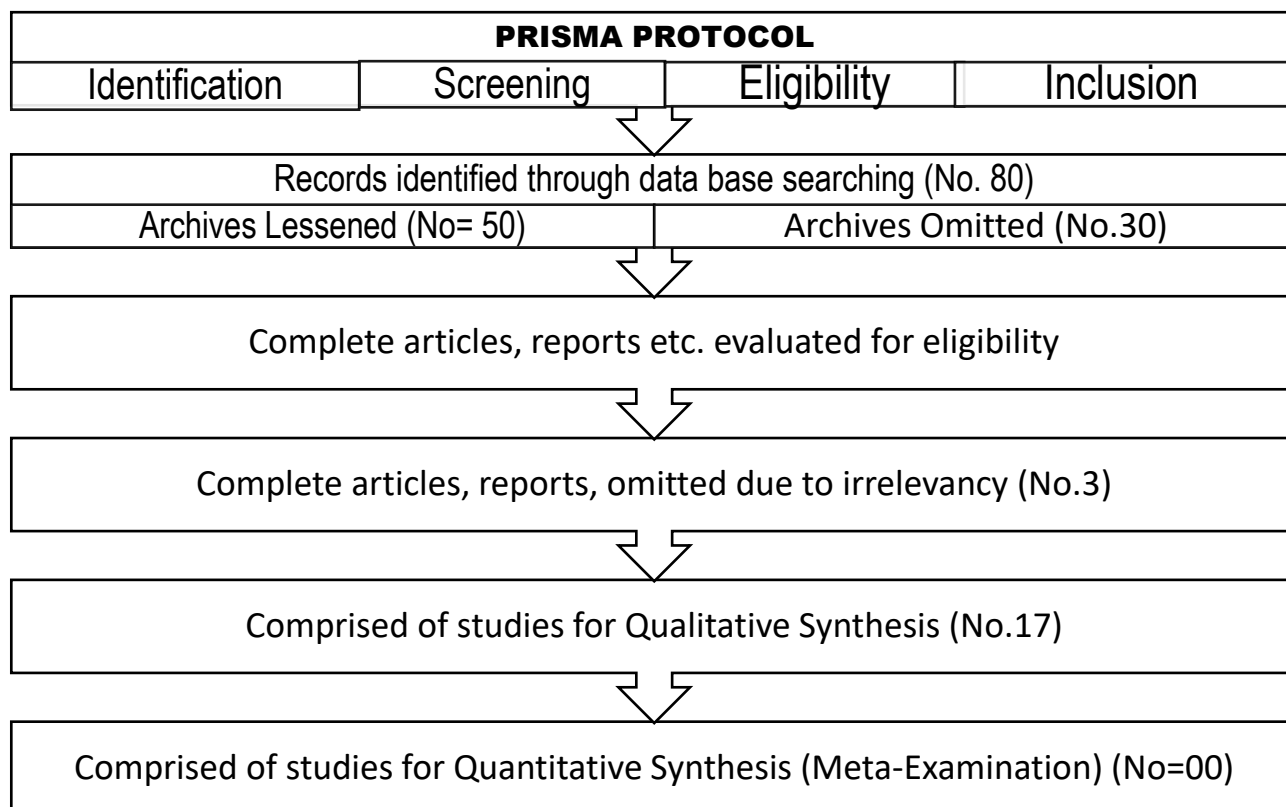 PRISMA PROTOCOL
Identification Screening Eligibility Inclusion
Records identified through data base searching (No. 80)
Archives Lessened (No= 50) Archives Omitted (No.30)
Complete articles, reports etc. evaluated for eligibility
Complete articles, reports, omitted due to irrelevancy (No.3)
Comprised of studies for Qualitative Synthesis (No.17)
Comprised of studies for Quantitative Synthesis (Meta-Examination) (No=00)